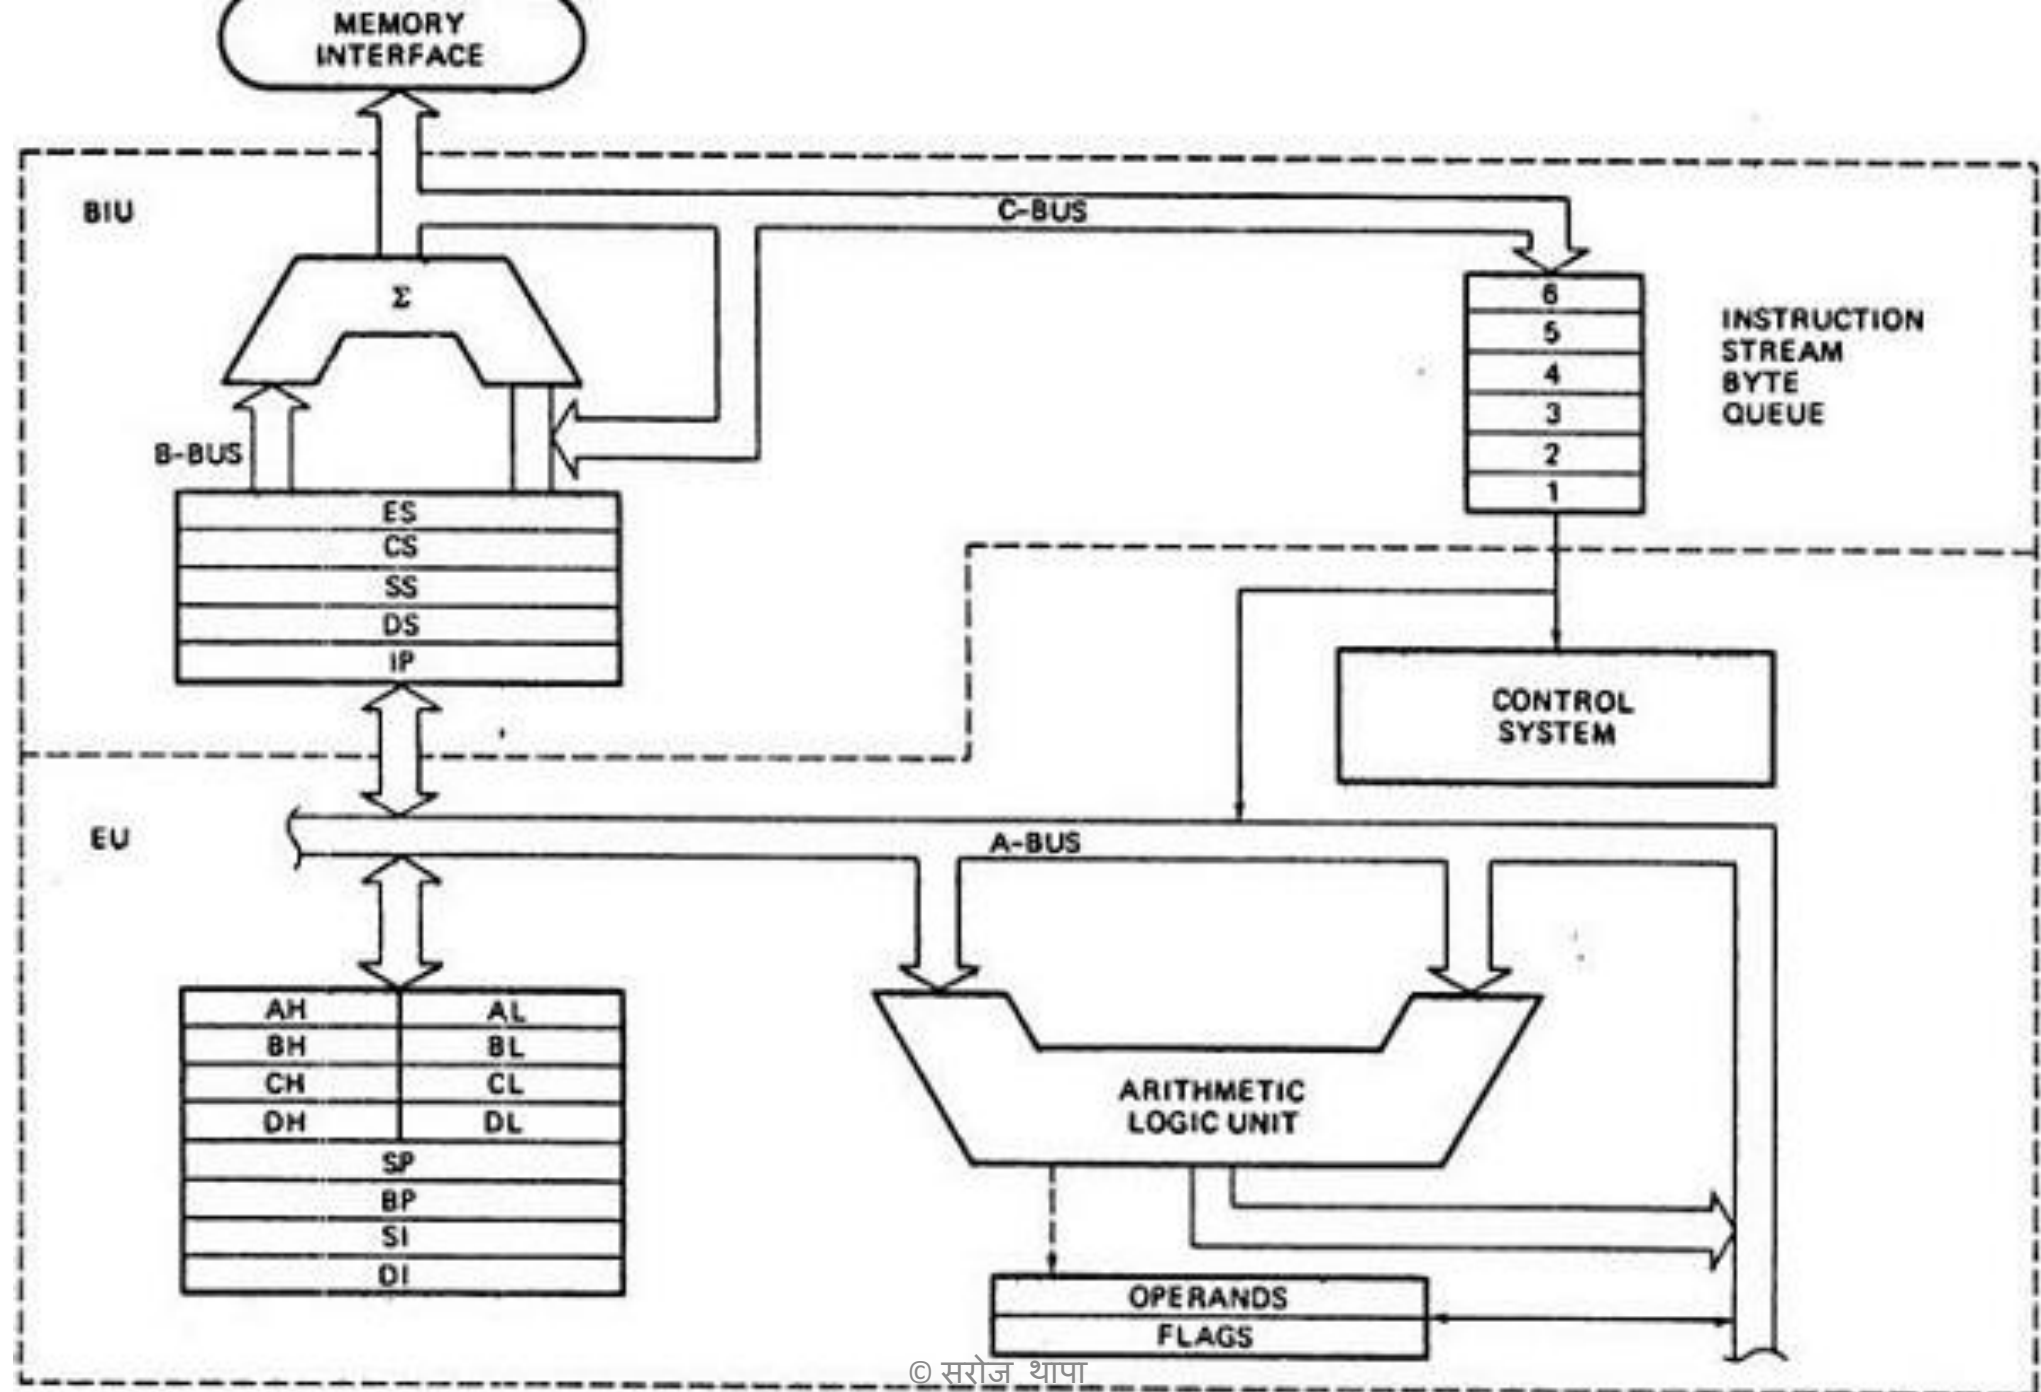 MEMORY
INTERFACE
BIU
C-BUS
Σ
6
5
4
3
2
1
INSTRUCTION
STREAM
BYTE
QUEUE
B-BUS
ES
CS
SS
DS
IP
CONTROL
SYSTEM
EU
A-BUS
AH AL
BH BL
CH CL
DH DL
SP
BP
SI
DI
ARITHMETIC
LOGIC UNIT
OPERANDS
FLAGS
© सरोज थापा